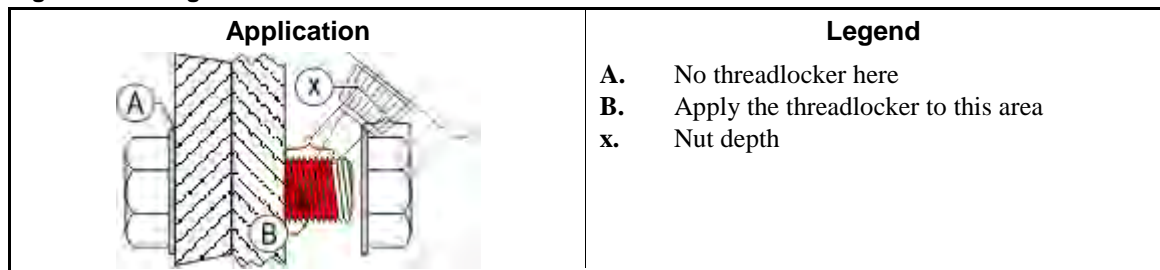 Application
A
X
B
Legend
A. No threadlocker here
B. Apply the threadlocker to this area
x. Nut depth